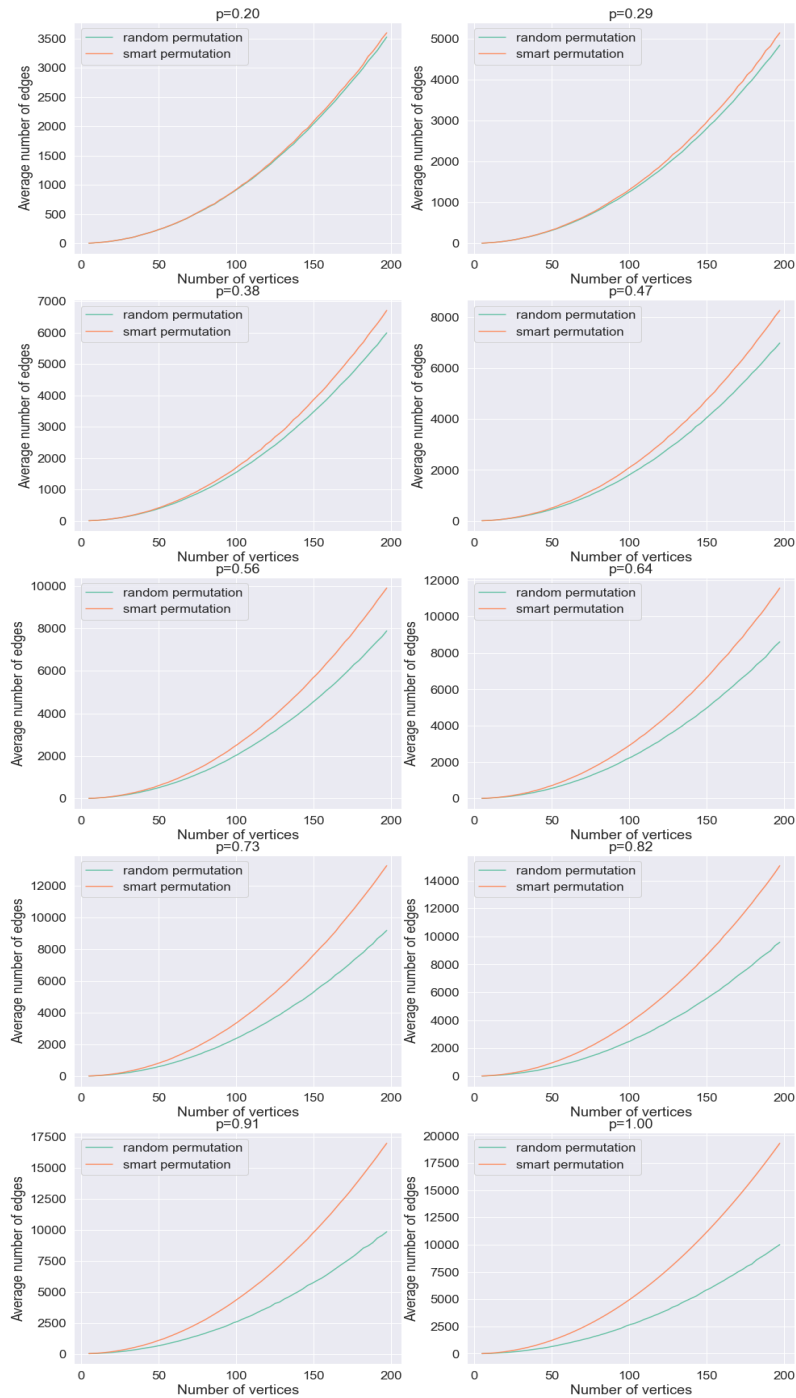 p=0.20
random permutation
smart permutation
Average number of edges
3500
3000
2500
2000
1500
1000
500
0
0 50 100 150 200
Number of vertices
p=0.29
random permutation
smart permutation
Average number of edges
5000
4000
3000
2000
1000
0
0 50 100 150 200
Number of vertices
p=0.38
random permutation
smart permutation
Average number of edges
7000
6000
5000
4000
3000
2000
1000
0
0 50 100 150 200
Number of vertices
p=0.47
random permutation
smart permutation
Average number of edges
8000
6000
4000
2000
0
0 50 100 150 200
Number of vertices
p=0.56
random permutation
smart permutation
Average number of edges
10000
8000
6000
4000
2000
0
0 50 100 150 200
Number of vertices
p=0.64
random permutation
smart permutation
Average number of edges
12000
10000
8000
6000
4000
2000
0
0 50 100 150 200
Number of vertices
p=0.73
random permutation
smart permutation
Average number of edges
12000
10000
8000
6000
4000
2000
0
0 50 100 150 200
Number of vertices
p=0.82
random permutation
smart permutation
Average number of edges
14000
12000
10000
8000
6000
4000
2000
0
0 50 100 150 200
Number of vertices
p=0.91
random permutation
smart permutation
Average number of edges
17500
15000
12500
10000
7500
5000
2500
0
0 50 100 150 200
Number of vertices
p=1.00
random permutation
smart permutation
Average number of edges
20000
17500
15000
12500
10000
7500
5000
2500
0
0 50 100 150 200
Number of vertices